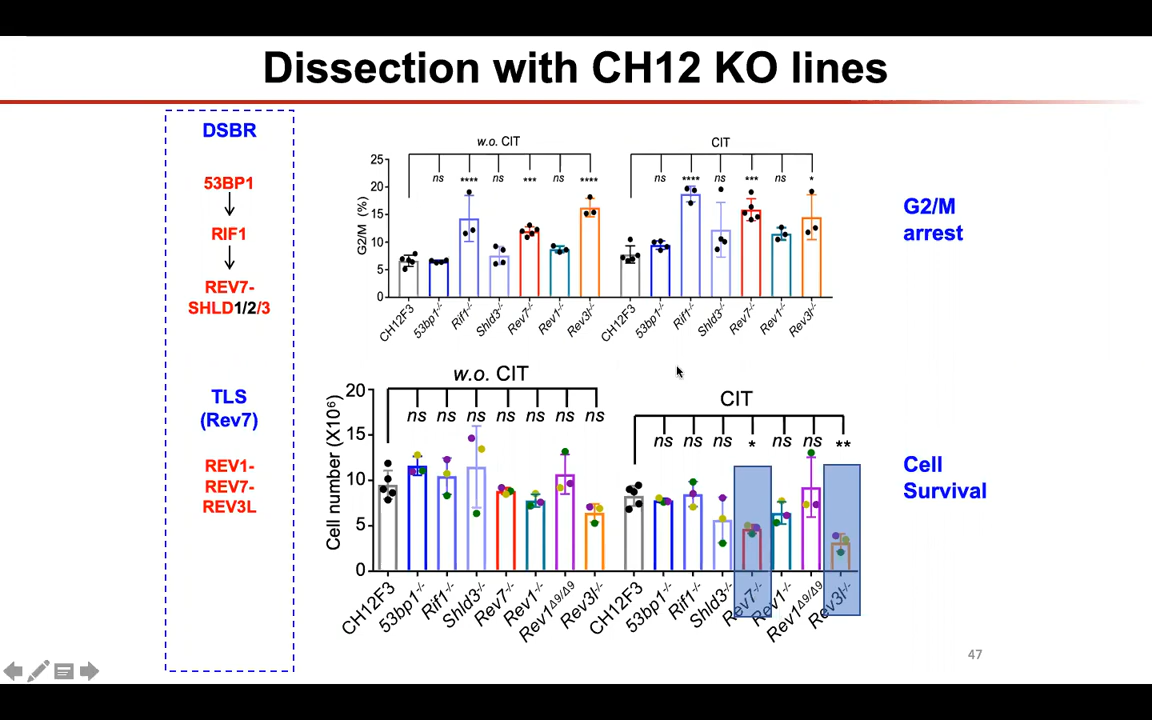 Dissection with CH12 KO lines
DSBR
53BP1
RIF1
REV7-
SHLD1/2/3
TLS
(Rev7)
REV1-
REV7-
REV3L
w.o. CIT
CIT
ns **** ns *** ns ****
ns **** ns *** ns *
G2/M (%)
25
20
15
10
5
0
CH12F3 53bp1-/- Rif1-/- Shld3-/- Rev7-/- Rev1-/- Rev3l-/- CH12F3 53bp1-/- Rif1-/- Shld3-/- Rev7-/- Rev1-/- Rev3l-/-
G2/M
arrest
w.o. CIT
CIT
ns ns ns ns ns ns ns
ns ns ns * ns ns **
Cell number (X10⁶)
20
15
10
5
0
CH12F3 53bp1-/- Rif1-/- Shld3-/- Rev7-/- Rev1-/- Rev1Δ9/Δ9 Rev3l-/- CH12F3 53bp1-/- Rif1-/- Shld3-/- Rev7-/- Rev1-/- Rev1Δ9/Δ9 Rev3l-/-
Cell
Survival
47